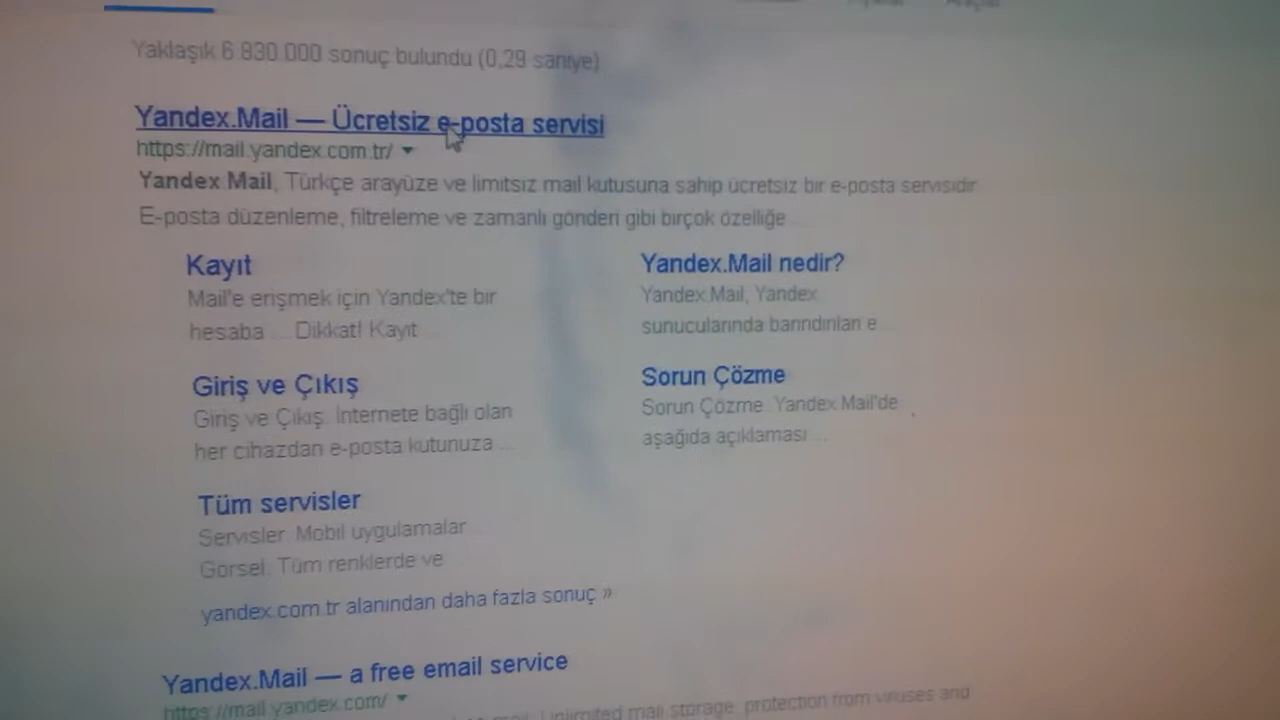 Yaklaşık 6.830.000 sonuç bulundu (0,29 saniye)
Yandex.Mail — Ücretsiz e-posta servisi
https://mail.yandex.com.tr/
Yandex.Mail, Türkçe arayüze ve limitsiz mail kutusuna sahip ücretsiz bir e-posta servisidir.
E-posta düzenleme, filtreleme ve zamanlı gönderi gibi birçok özelliğe ...
Kayıt
Mail'e erişmek için Yandex'te bir
hesaba ... Dikkat! Kayıt ...
Yandex.Mail nedir?
Yandex.Mail, Yandex
sunucularında barındırılan e...
Giriş ve Çıkış
Giriş ve Çıkış. İnternete bağlı olan
her cihazdan e-posta kutunuza ...
Sorun Çözme
Sorun Çözme. Yandex.Mail'de
aşağıda açıklaması ...
Tüm servisler
Servisler. Mobil uygulamalar ...
Görsel; Tüm renklerde ve ...
yandex.com.tr alanından daha fazla sonuç »
Yandex.Mail — a free email service
https://mail.yandex.com/
Unlimited mail storage, protection from viruses and